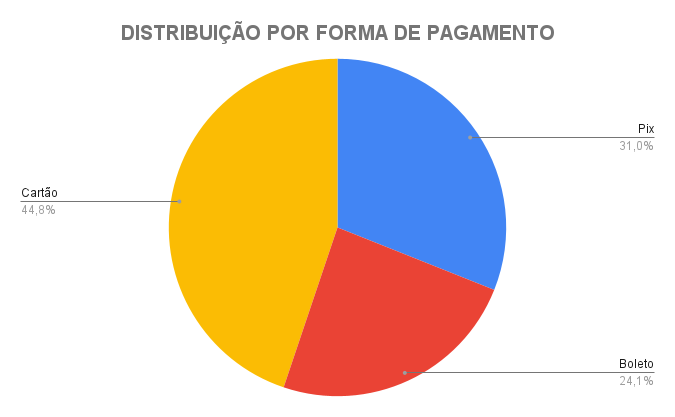 DISTRIBUIÇÃO POR FORMA DE PAGAMENTO
Pix
31,0%
Cartão
44,8%
Boleto
24,1%